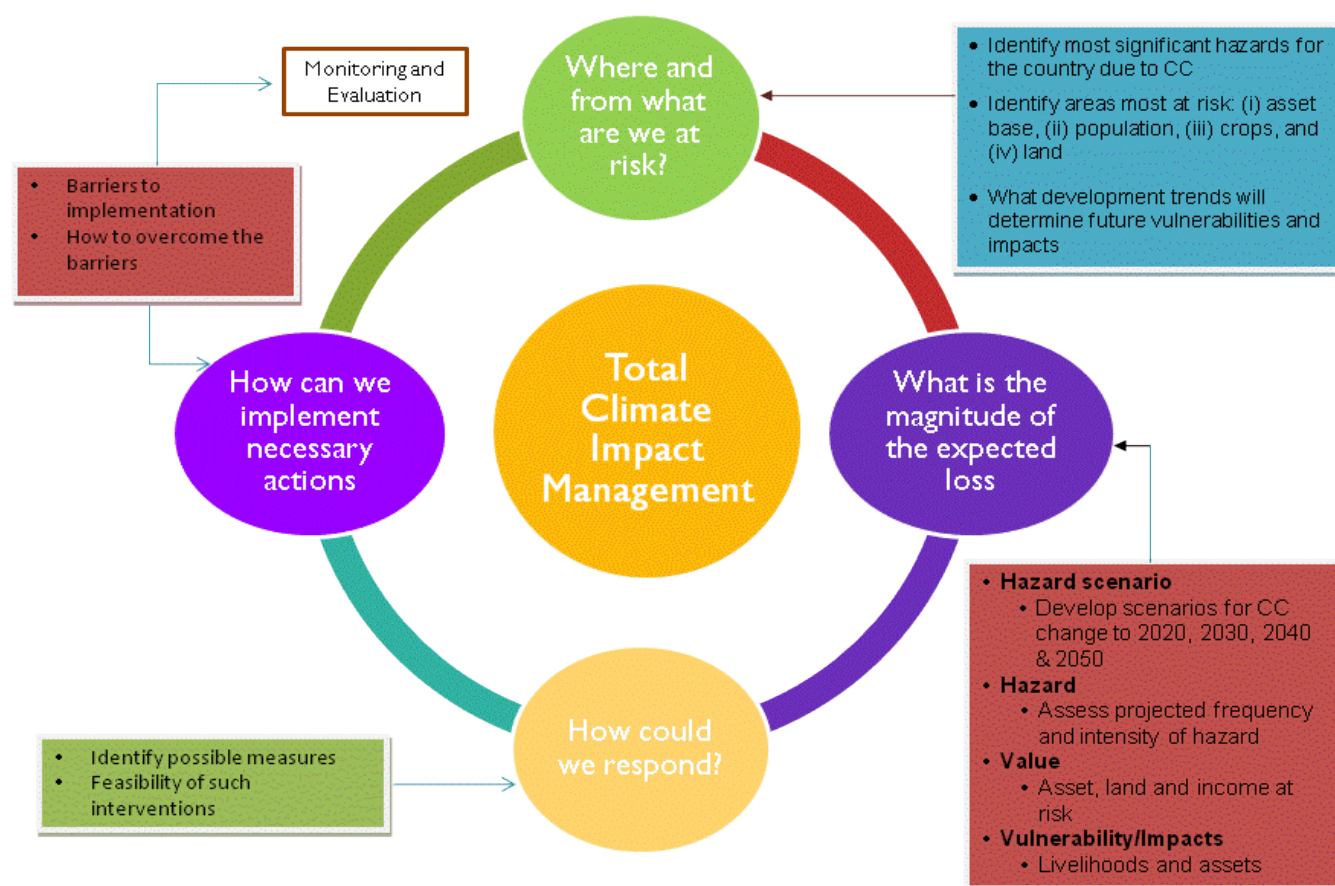 Monitoring and
Evaluation
Where and
from what
are we at
risk?
• Identify most significant hazards for
the country due to CC
• Identify areas most at risk: (i) asset
base, (ii) population, (iii) crops, and
(iv) land
• What development trends will
determine future vulnerabilities and
impacts
• Barriers to
implementation
• How to overcome the
barriers
How can we
implement
necessary
actions
Total
Climate
Impact
Management
What is the
magnitude of
the expected
loss
• Hazard scenario
• Develop scenarios for CC
change to 2020, 2030, 2040
& 2050
• Hazard
• Assess projected frequency
and intensity of hazard
• Value
• Asset, land and income at
risk
• Vulnerability/Impacts
• Livelihoods and assets
How could
we respond?
• Identify possible measures
• Feasibility of such
interventions